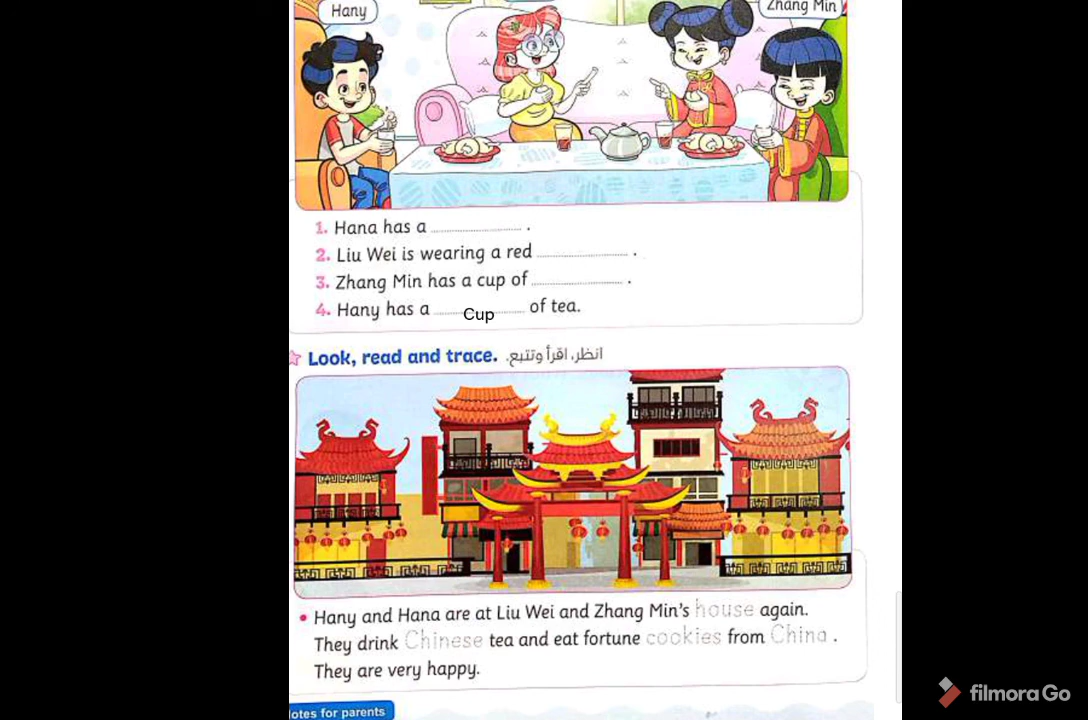 Hany
Zhang Min
1. Hana has a .................... .
2. Liu Wei is wearing a red .................... .
3. Zhang Min has a cup of .................... .
4. Hany has a ........Cup........ of tea.
Look, read and trace. انظر، اقرأ وتتبع.
• Hany and Hana are at Liu Wei and Zhang Min's house again.
They drink Chinese tea and eat fortune cookies from China .
They are very happy.
otes for parents
filmoraGo